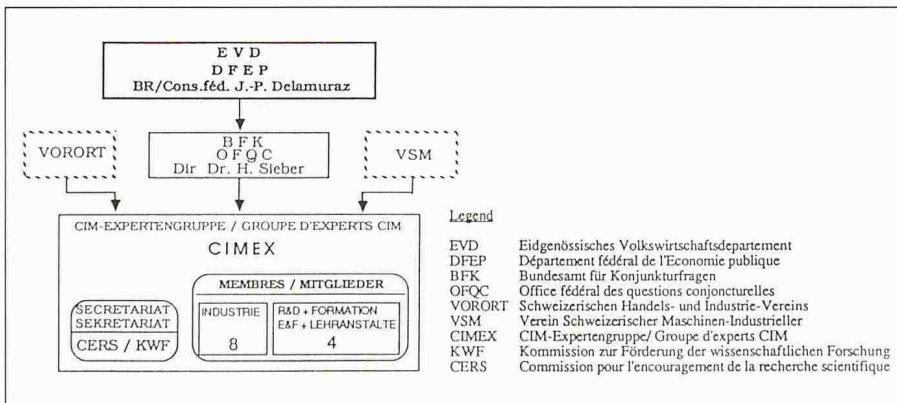 EVD
DFEP
BR/Cons.féd. J.-P. Delamuraz
VORORT
BFK
OFQC
Dir Dr. H. Sieber
VSM
CIM-EXPERTENGRUPPE / GROUPE D'EXPERTS CIM
CIMEX
SECRETARIAT
SEKRETARIAT
CERS / KWF
MEMBRES / MITGLIEDER
INDUSTRIE
8
R&D + FORMATION
E&F + LEHRANSTALTE
4
Legend
EVD Eidgenössisches Volkswirtschaftsdepartement
DFEP Département fédéral de l'Economie publique
BFK Bundesamt für Konjunkturfragen
OFQC Office fédéral des questions conjoncturelles
VORORT Schweizerischen Handels- und Industrie-Vereins
VSM Verein Schweizerischer Maschinen-Industrieller
CIMEX CIM-Expertengruppe/ Groupe d'experts CIM
KWF Kommission zur Förderung der wissenschaftlichen Forschung
CERS Commission pour l'encouragement de la recherche scientifique